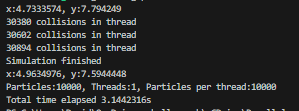 x:4.7333574, y:7.794249
30380 collisions in thread
30602 collisions in thread
30894 collisions in thread
Simulation finished
x:4.9634976, y:7.5944448
Particles:10000, Threads:1, Particles per thread:10000
Total time elapsed 3.1442316s